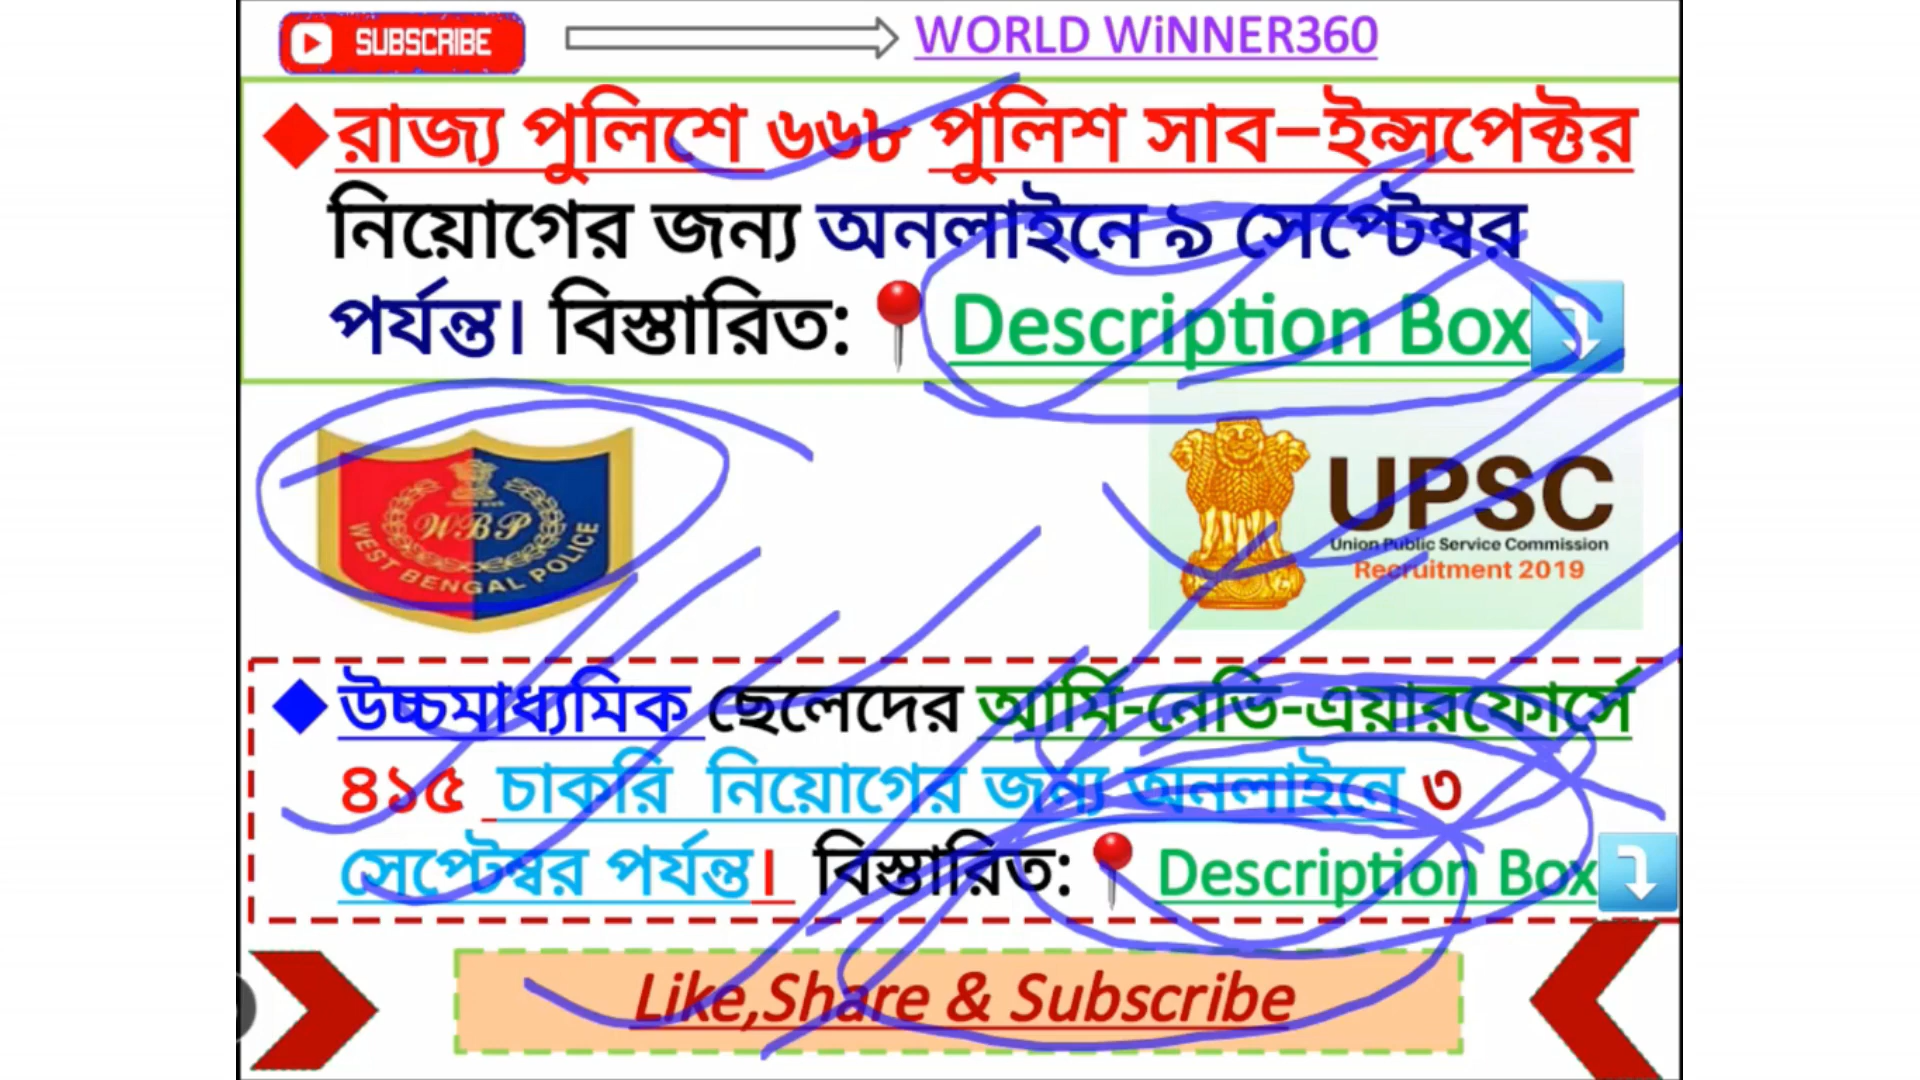 SUBSCRIBE WORLD WiNNER360
রাজ্য পুলিশে ৬৬৮ পুলিশ সাব–ইন্সপেক্টর
নিয়োগের জন্য অনলাইনে ৯ সেপ্টেম্বর
পর্যন্ত। বিস্তারিত: Description Box
WBP
WEST BENGAL POLICE
UPSC
Union Public Service Commission
Recruitment 2019
উচ্চমাধ্যমিক ছেলেদের আর্মি-নেভি-এয়ারফোর্সে
৪১৫ চাকরি নিয়োগের জন্য অনলাইনে ৩
সেপ্টেম্বর পর্যন্ত। বিস্তারিত: Description Box
Like,Share & Subscribe